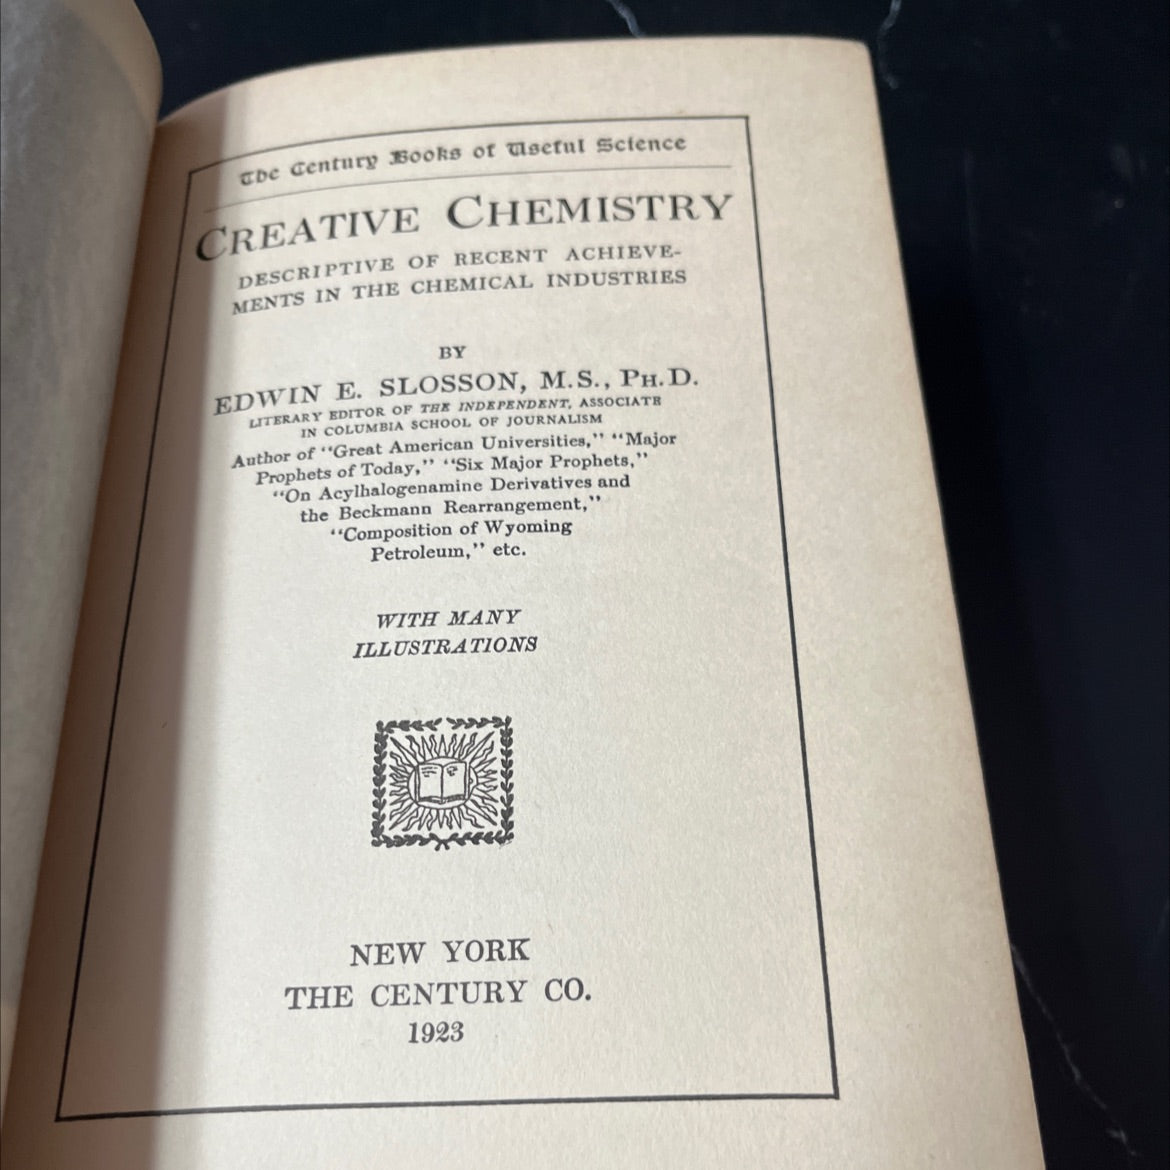 The Century Books of Useful Science
CREATIVE CHEMISTRY
DESCRIPTIVE OF RECENT ACHIEVE-
MENTS IN THE CHEMICAL INDUSTRIES
BY
EDWIN E. SLOSSON, M.S., PH.D.
LITERARY EDITOR OF THE INDEPENDENT, ASSOCIATE
IN COLUMBIA SCHOOL OF JOURNALISM
Author of "Great American Universities," "Major
Prophets of Today," "Six Major Prophets,"
"On Acylhalogenamine Derivatives and
the Beckmann Rearrangement,"
"Composition of Wyoming
Petroleum," etc.
WITH MANY
ILLUSTRATIONS
NEW YORK
THE CENTURY CO.
1923